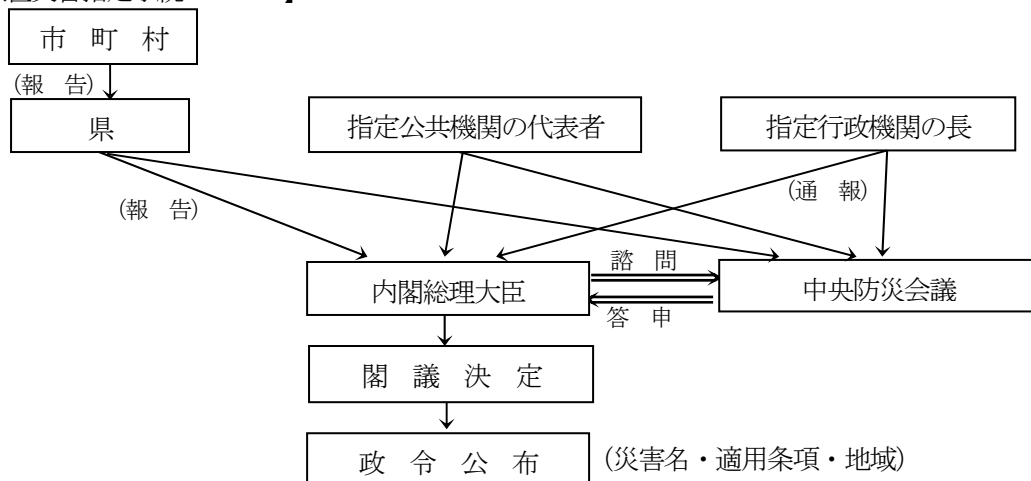 市 町 村
(報 告)
県
指定公共機関の代表者
指定行政機関の長
(報 告)
(通 報)
内閣総理大臣
諮 問
答 申
中央防災会議
閣 議 決 定
政 令 公 布
(災害名・適用条項・地域)